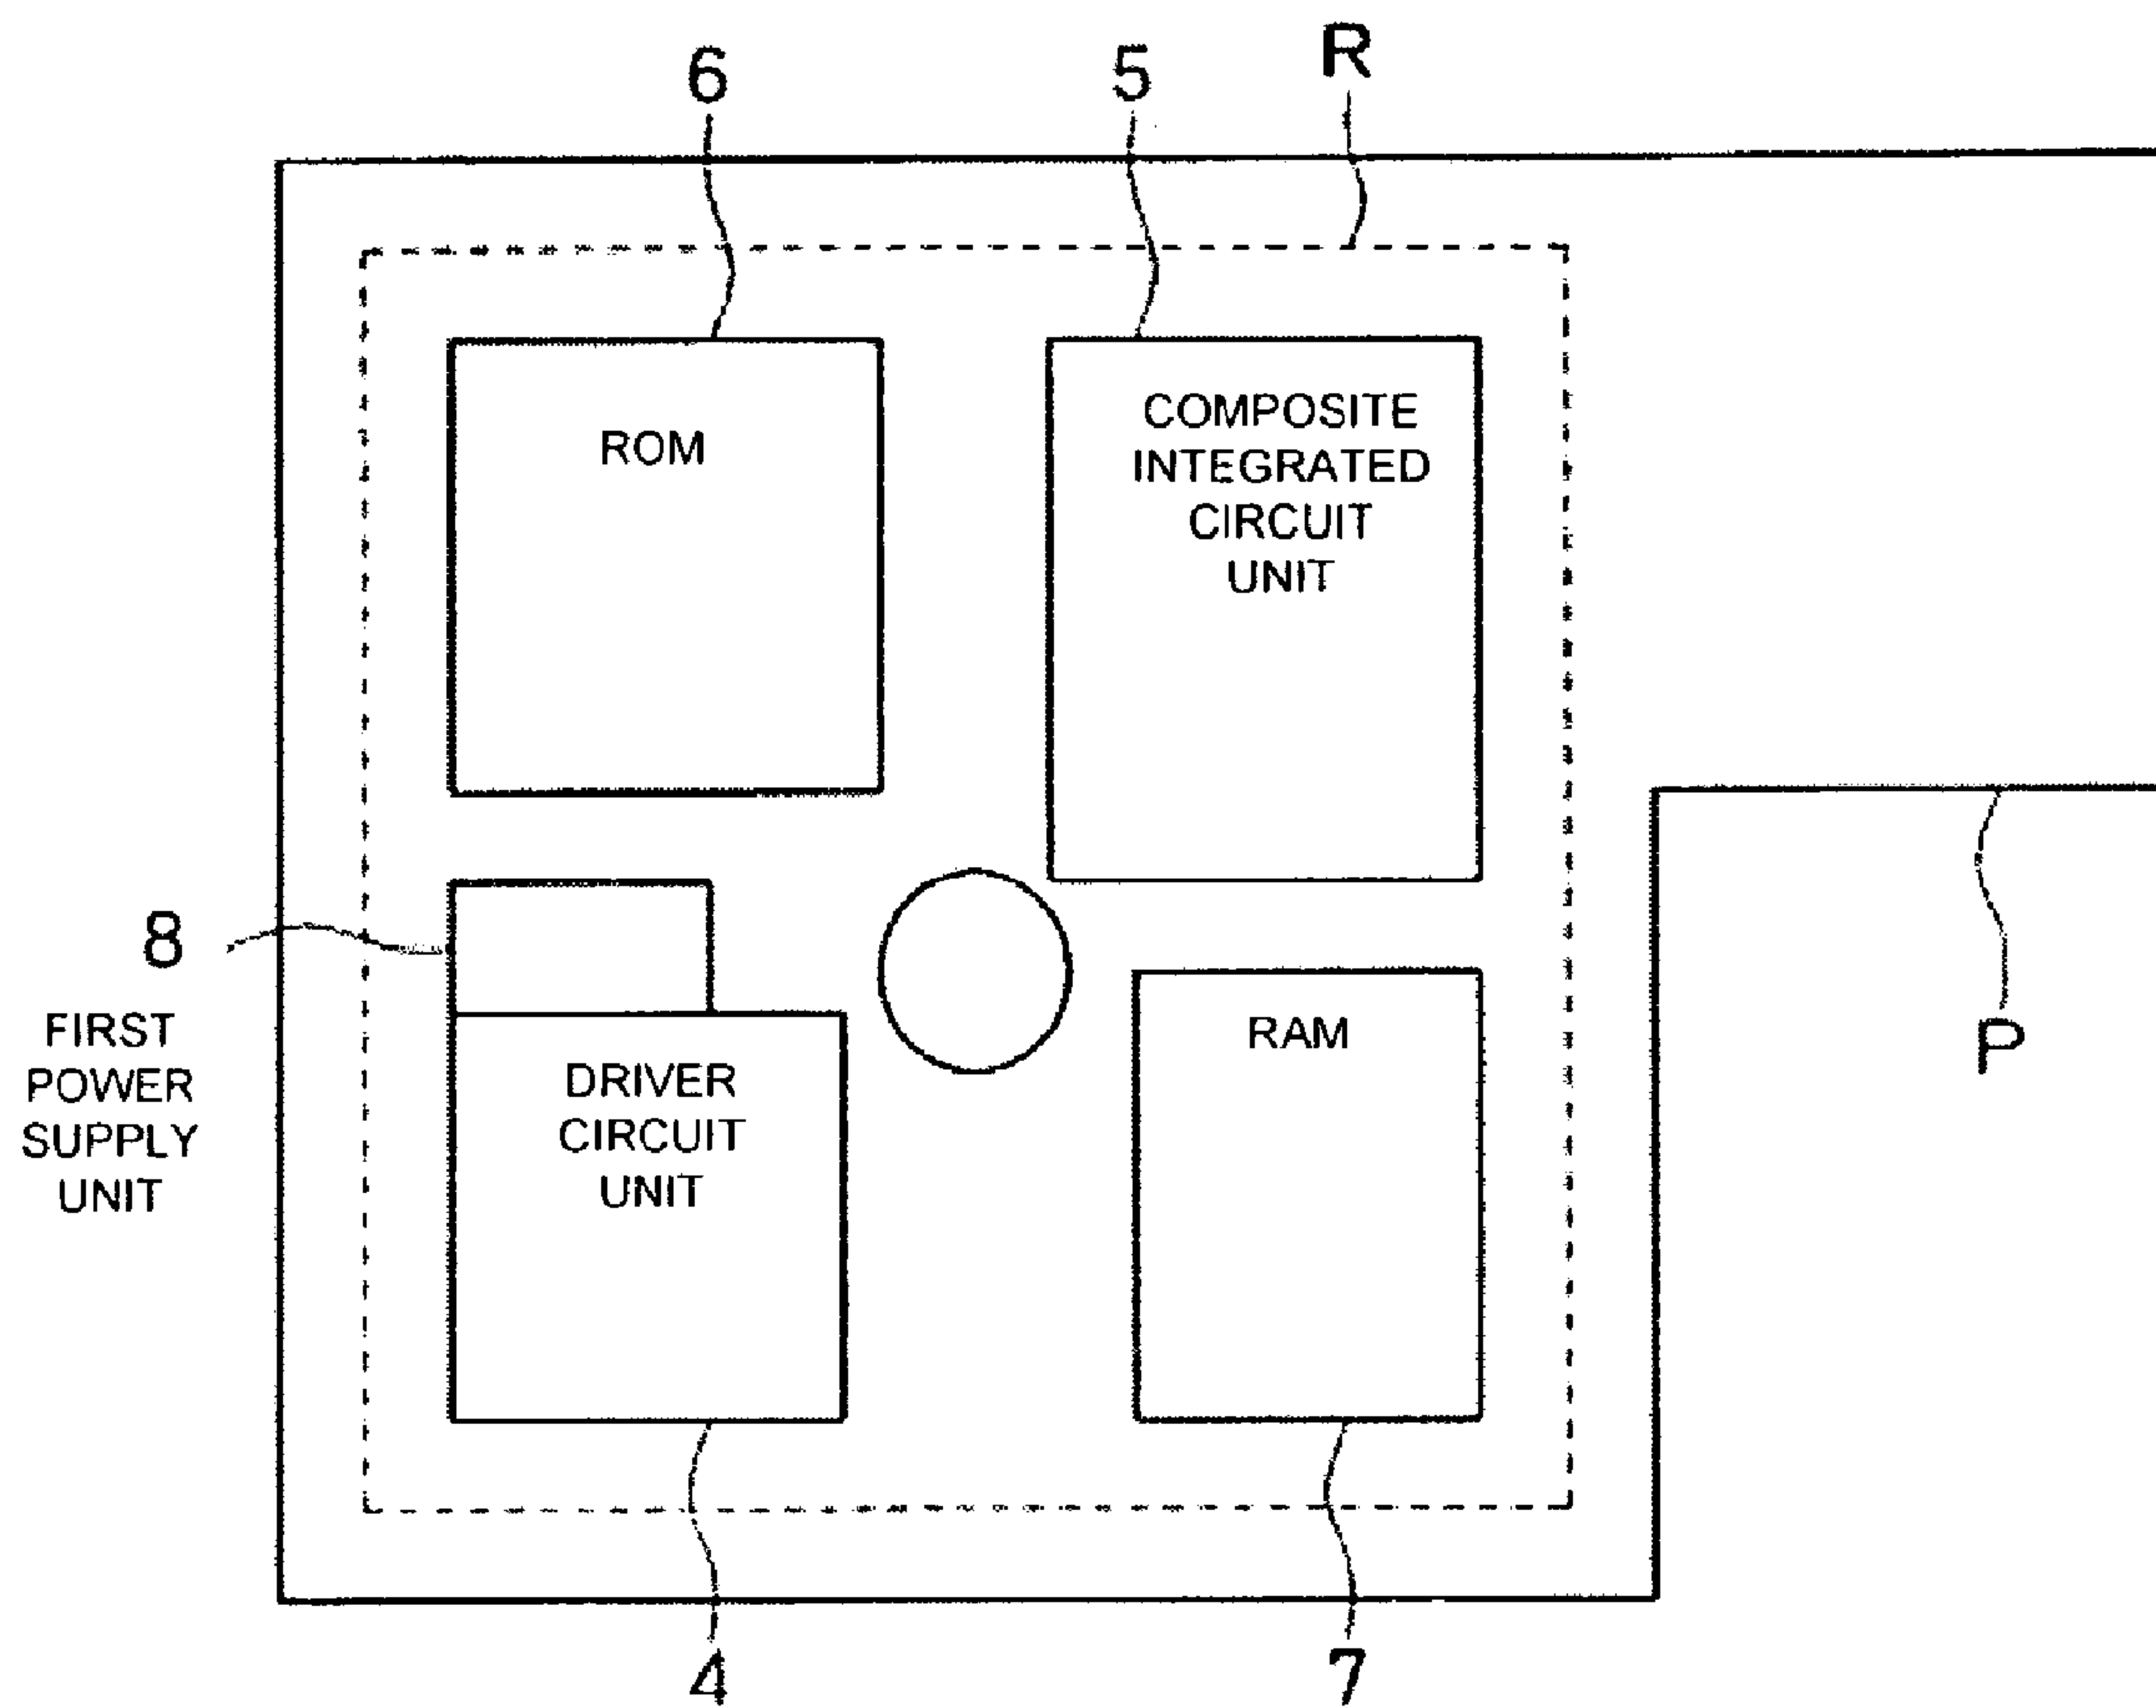 6
5
R
ROM
COMPOSITE
INTEGRATED
CIRCUIT
UNIT
8
FIRST
POWER
SUPPLY
UNIT
DRIVER
CIRCUIT
UNIT
RAM
P
4
7